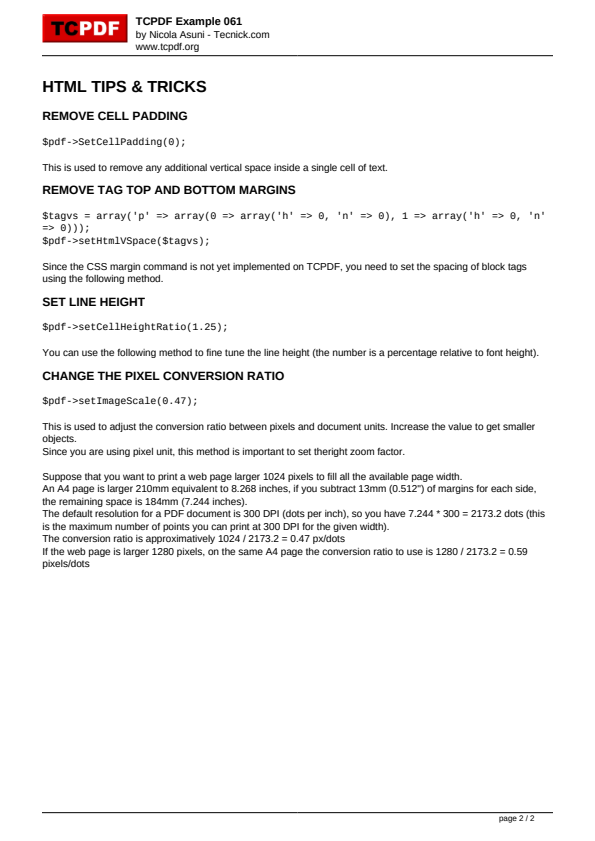 TCPDF
TCPDF Example 061
by Nicola Asuni - Tecnick.com
www.tcpdf.org
HTML TIPS & TRICKS
REMOVE CELL PADDING
$pdf->SetCellPadding(0);
This is used to remove any additional vertical space inside a single cell of text.
REMOVE TAG TOP AND BOTTOM MARGINS
$tagvs = array('p' => array(0 => array('h' => 0, 'n' => 0), 1 => array('h' => 0, 'n'
=> 0)));
$pdf->setHtmlVSpace($tagvs);
Since the CSS margin command is not yet implemented on TCPDF, you need to set the spacing of block tags
using the following method.
SET LINE HEIGHT
$pdf->setCellHeightRatio(1.25);
You can use the following method to fine tune the line height (the number is a percentage relative to font height).
CHANGE THE PIXEL CONVERSION RATIO
$pdf->setImageScale(0.47);
This is used to adjust the conversion ratio between pixels and document units. Increase the value to get smaller
objects.
Since you are using pixel unit, this method is important to set theright zoom factor.
Suppose that you want to print a web page larger 1024 pixels to fill all the available page width.
An A4 page is larger 210mm equivalent to 8.268 inches, if you subtract 13mm (0.512") of margins for each side,
the remaining space is 184mm (7.244 inches).
The default resolution for a PDF document is 300 DPI (dots per inch), so you have 7.244 * 300 = 2173.2 dots (this
is the maximum number of points you can print at 300 DPI for the given width).
The conversion ratio is approximatively 1024 / 2173.2 = 0.47 px/dots
If the web page is larger 1280 pixels, on the same A4 page the conversion ratio to use is 1280 / 2173.2 = 0.59
pixels/dots
page 2 / 2